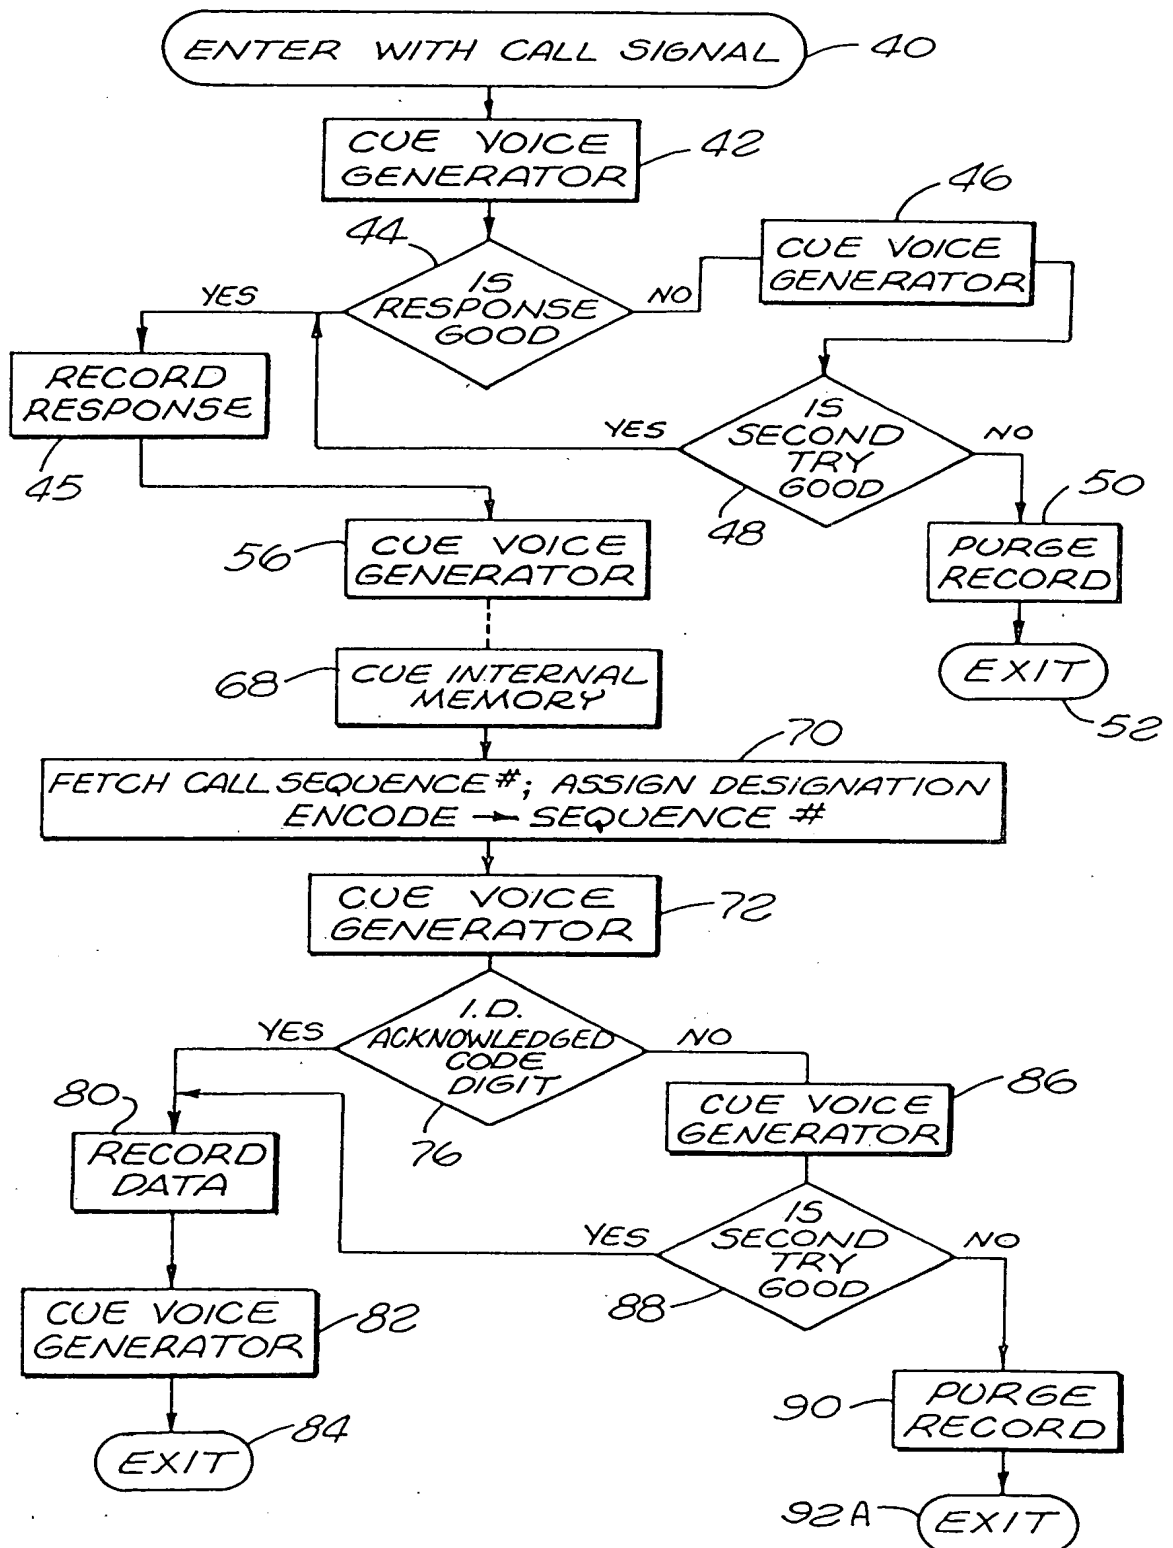 ENTER WITH CALL SIGNAL
40
CUE VOICE
GENERATOR
42
44
IS
RESPONSE
GOOD
YES
NO
46
CUE VOICE
GENERATOR
RECORD
RESPONSE
45
IS
SECOND
TRY
GOOD
YES
NO
48
50
PURGE
RECORD
EXIT
52
56
CUE VOICE
GENERATOR
68
CUE INTERNAL
MEMORY
70
FETCH CALL SEQUENCE #; ASSIGN DESIGNATION
ENCODE → SEQUENCE #
CUE VOICE
GENERATOR
72
I.D.
ACKNOWLEDGED
CODE
DIGIT
YES
NO
76
80
RECORD
DATA
86
CUE VOICE
GENERATOR
IS
SECOND
TRY
GOOD
YES
NO
88
CUE VOICE
GENERATOR
82
EXIT
84
90
PURGE
RECORD
92A
EXIT